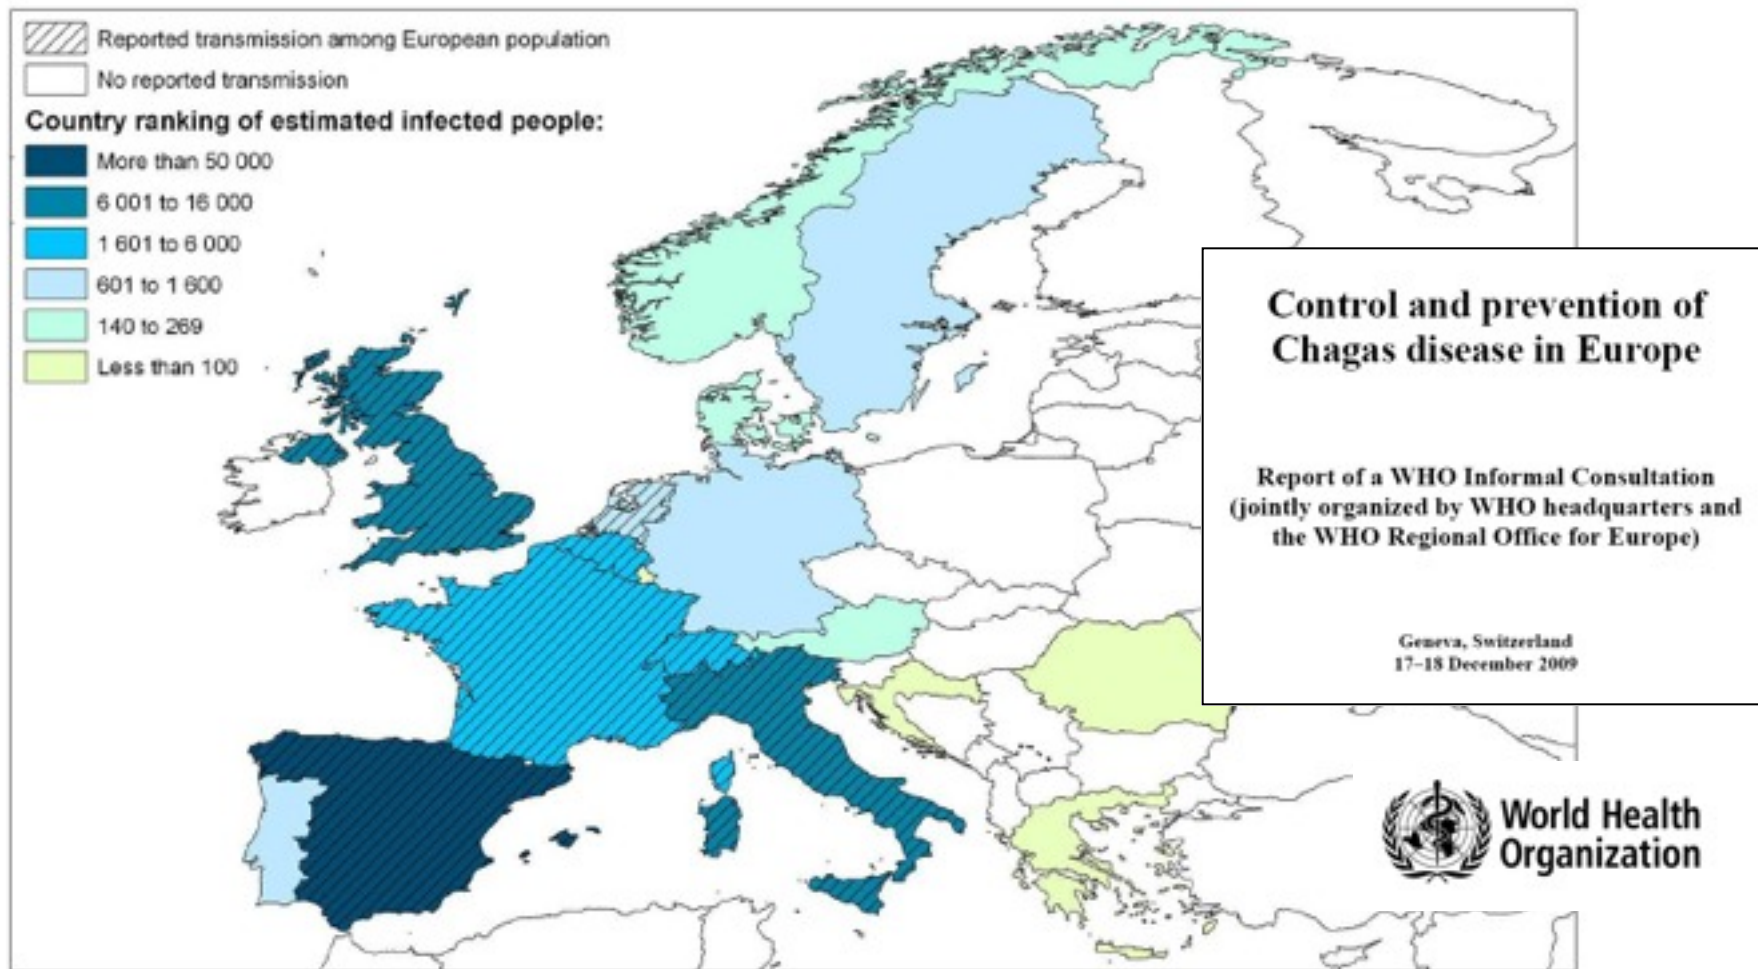 Reported transmission among European population
No reported transmission
Country ranking of estimated infected people:
More than 50 000
6 001 to 16 000
1 601 to 6 000
601 to 1 600
140 to 269
Less than 100
Control and prevention of
Chagas disease in Europe
Report of a WHO Informal Consultation
(jointly organized by WHO headquarters and
the WHO Regional Office for Europe)
Geneva, Switzerland
17–18 December 2009
World Health
Organization